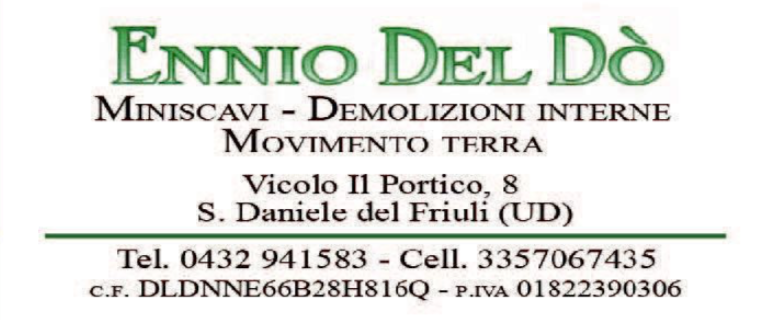 ENNIO DEL DÒ
MINISCAVI - DEMOLIZIONI INTERNE
MOVIMENTO TERRA
Vicolo Il Portico, 8
S. Daniele del Friuli (UD)
Tel. 0432 941583 - Cell. 3357067435
C.F. DLDNNE66B28H816Q - P.IVA 01822390306